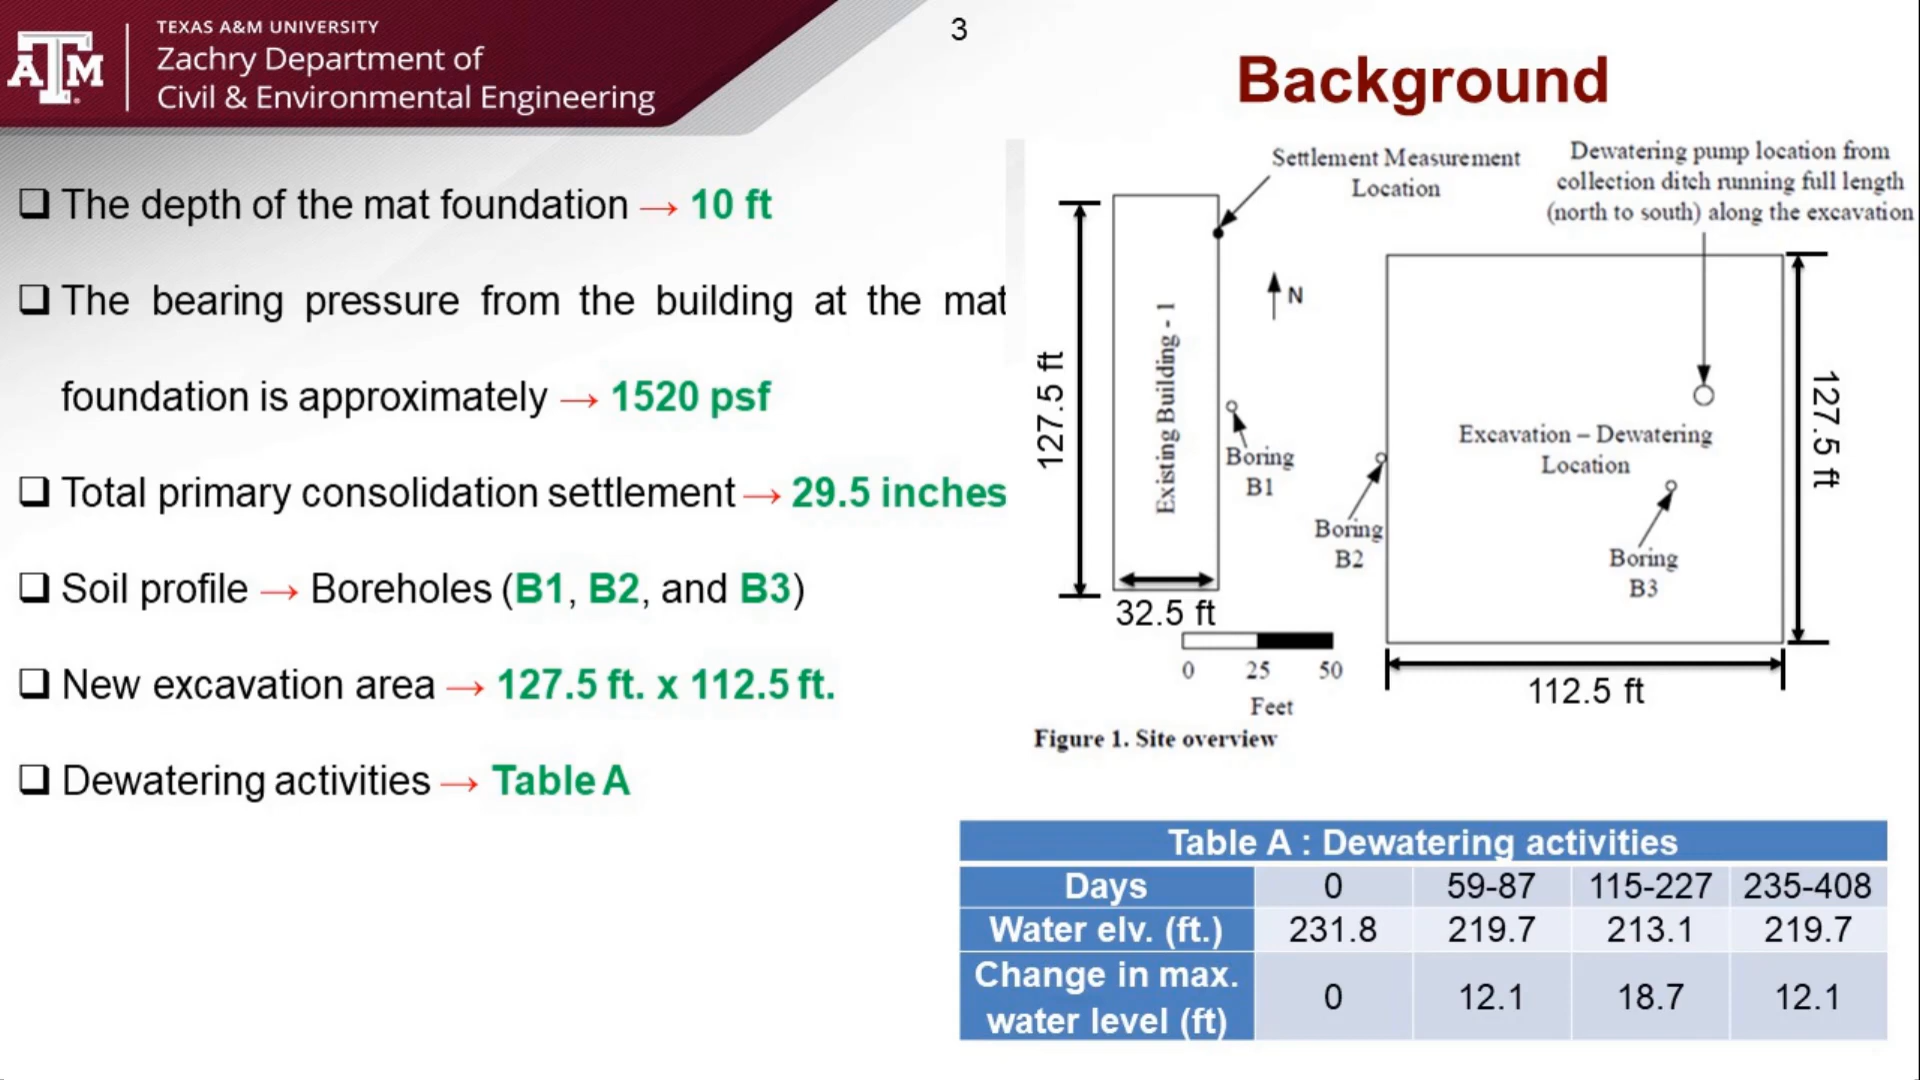 TEXAS A&M UNIVERSITY
Zachry Department of
Civil & Environmental Engineering
A M
3
Background
The depth of the mat foundation → 10 ft
The bearing pressure from the building at the mat
foundation is approximately → 1520 psf
Total primary consolidation settlement → 29.5 inches
Soil profile → Boreholes (B1, B2, and B3)
New excavation area → 127.5 ft. x 112.5 ft.
Dewatering activities → Table A
Settlement Measurement
Location
Dewatering pump location from
collection ditch running full length
(north to south) along the excavation
N
127.5 ft
Existing Building - 1
Boring
B1
Boring
B2
Excavation – Dewatering
Location
Boring
B3
127.5 ft
32.5 ft
0 25 50
Feet
112.5 ft
Figure 1. Site overview
Table A : Dewatering activities
Days 0 59-87 115-227 235-408
Water elv. (ft.) 231.8 219.7 213.1 219.7
Change in max.
water level (ft) 0 12.1 18.7 12.1